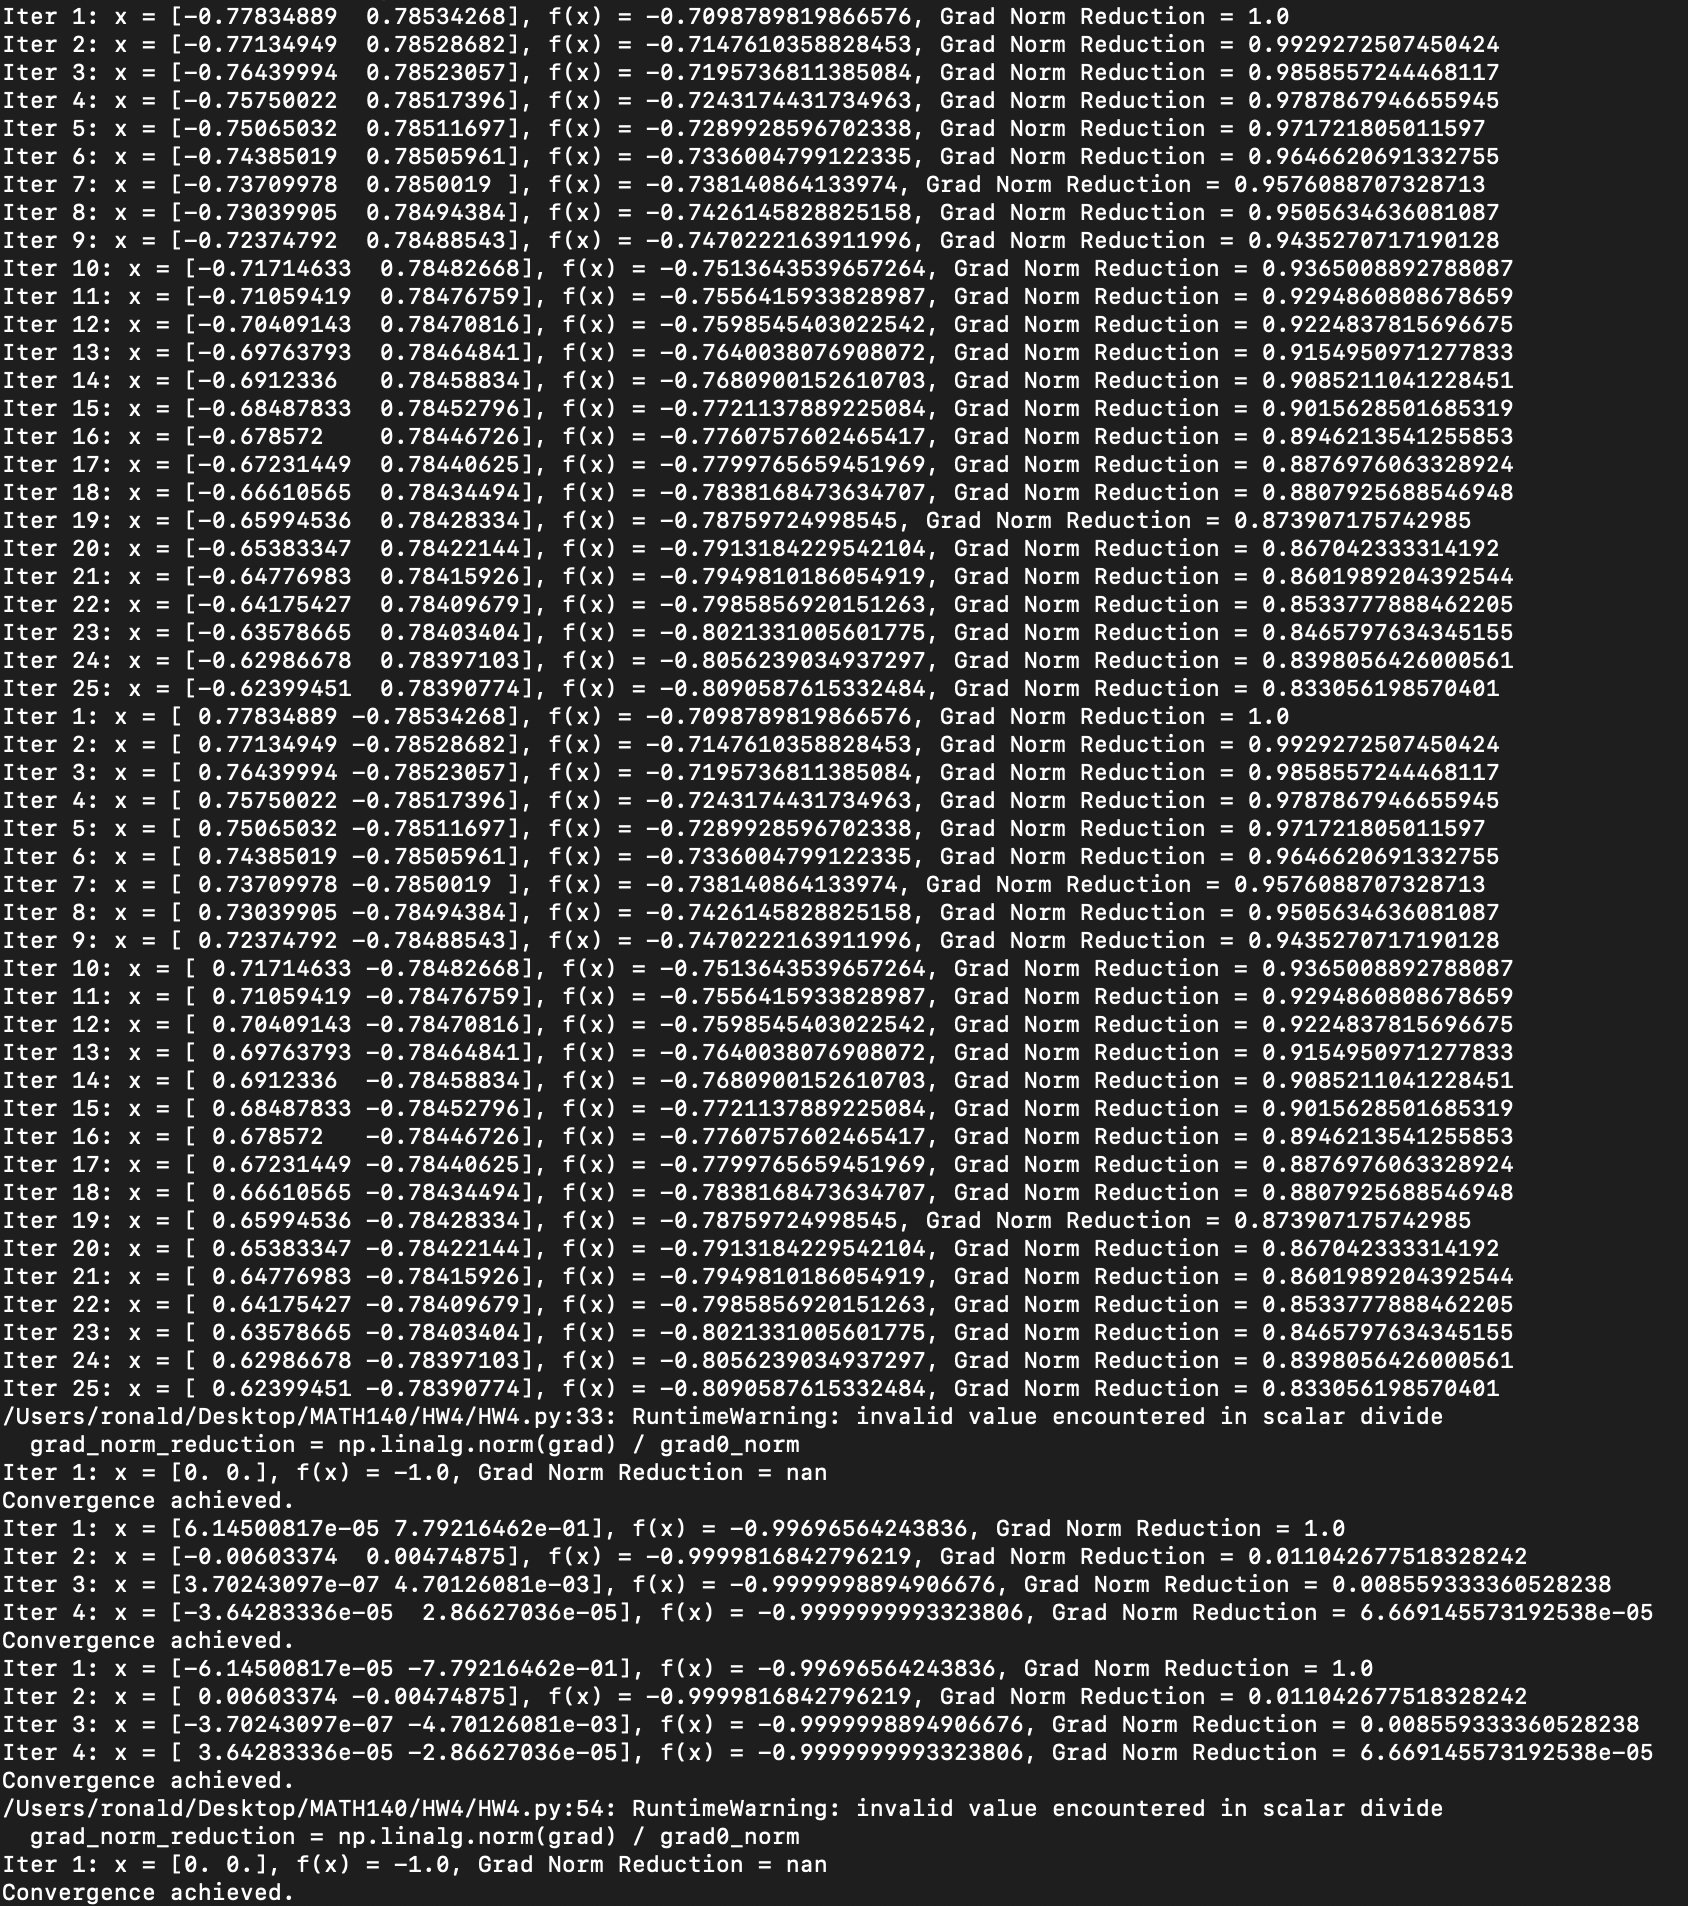 Iter 1: x = [-0.77834889  0.78534268], f(x) = -0.7098789819866576, Grad Norm Reduction = 1.0
Iter 2: x = [-0.77134949  0.78528682], f(x) = -0.7147610358828453, Grad Norm Reduction = 0.9929272507450424
Iter 3: x = [-0.76439994  0.78523057], f(x) = -0.7195736811385084, Grad Norm Reduction = 0.9858557244468117
Iter 4: x = [-0.75750022  0.78517396], f(x) = -0.7243174431734963, Grad Norm Reduction = 0.9787867946655945
Iter 5: x = [-0.75065032  0.78511697], f(x) = -0.7289928596702338, Grad Norm Reduction = 0.971721805011597
Iter 6: x = [-0.74385019  0.78505961], f(x) = -0.7336004799122335, Grad Norm Reduction = 0.9646620691332755
Iter 7: x = [-0.73709978  0.7850019 ], f(x) = -0.738140864133974, Grad Norm Reduction = 0.9576088707328713
Iter 8: x = [-0.73039905  0.78494384], f(x) = -0.7426145828825158, Grad Norm Reduction = 0.9505634636081087
Iter 9: x = [-0.72374792  0.78488543], f(x) = -0.7470222163911996, Grad Norm Reduction = 0.9435270717190128
Iter 10: x = [-0.71714633  0.78482668], f(x) = -0.7513643539657264, Grad Norm Reduction = 0.9365008892788087
Iter 11: x = [-0.71059419  0.78476759], f(x) = -0.7556415933828987, Grad Norm Reduction = 0.9294860808678659
Iter 12: x = [-0.70409143  0.78470816], f(x) = -0.7598545403022542, Grad Norm Reduction = 0.9224837815696675
Iter 13: x = [-0.69763793  0.78464841], f(x) = -0.7640038076908072, Grad Norm Reduction = 0.9154950971277833
Iter 14: x = [-0.6912336   0.78458834], f(x) = -0.7680900152610703, Grad Norm Reduction = 0.9085211041228451
Iter 15: x = [-0.68487833  0.78452796], f(x) = -0.7721137889225084, Grad Norm Reduction = 0.9015628501685319
Iter 16: x = [-0.678572    0.78446726], f(x) = -0.7760757602465417, Grad Norm Reduction = 0.8946213541255853
Iter 17: x = [-0.67231449  0.78440625], f(x) = -0.7799765659451969, Grad Norm Reduction = 0.8876976063328924
Iter 18: x = [-0.66610565  0.78434494], f(x) = -0.7838168473634707, Grad Norm Reduction = 0.8807925688546948
Iter 19: x = [-0.65994536  0.78428334], f(x) = -0.78759724998545, Grad Norm Reduction = 0.873907175742985
Iter 20: x = [-0.65383347  0.78422144], f(x) = -0.7913184229542104, Grad Norm Reduction = 0.867042333314192
Iter 21: x = [-0.64776983  0.78415926], f(x) = -0.7949810186054919, Grad Norm Reduction = 0.8601989204392544
Iter 22: x = [-0.64175427  0.78409679], f(x) = -0.7985856920151263, Grad Norm Reduction = 0.8533777888462205
Iter 23: x = [-0.63578665  0.78403404], f(x) = -0.8021331005601775, Grad Norm Reduction = 0.8465797634345155
Iter 24: x = [-0.62986678  0.78397103], f(x) = -0.8056239034937297, Grad Norm Reduction = 0.8398056426000561
Iter 25: x = [-0.62399451  0.78390774], f(x) = -0.8090587615332484, Grad Norm Reduction = 0.833056198570401
Iter 1: x = [ 0.77834889 -0.78534268], f(x) = -0.7098789819866576, Grad Norm Reduction = 1.0
Iter 2: x = [ 0.77134949 -0.78528682], f(x) = -0.7147610358828453, Grad Norm Reduction = 0.9929272507450424
Iter 3: x = [ 0.76439994 -0.78523057], f(x) = -0.7195736811385084, Grad Norm Reduction = 0.9858557244468117
Iter 4: x = [ 0.75750022 -0.78517396], f(x) = -0.7243174431734963, Grad Norm Reduction = 0.9787867946655945
Iter 5: x = [ 0.75065032 -0.78511697], f(x) = -0.7289928596702338, Grad Norm Reduction = 0.971721805011597
Iter 6: x = [ 0.74385019 -0.78505961], f(x) = -0.7336004799122335, Grad Norm Reduction = 0.9646620691332755
Iter 7: x = [ 0.73709978 -0.7850019 ], f(x) = -0.738140864133974, Grad Norm Reduction = 0.9576088707328713
Iter 8: x = [ 0.73039905 -0.78494384], f(x) = -0.7426145828825158, Grad Norm Reduction = 0.9505634636081087
Iter 9: x = [ 0.72374792 -0.78488543], f(x) = -0.7470222163911996, Grad Norm Reduction = 0.9435270717190128
Iter 10: x = [ 0.71714633 -0.78482668], f(x) = -0.7513643539657264, Grad Norm Reduction = 0.9365008892788087
Iter 11: x = [ 0.71059419 -0.78476759], f(x) = -0.7556415933828987, Grad Norm Reduction = 0.9294860808678659
Iter 12: x = [ 0.70409143 -0.78470816], f(x) = -0.7598545403022542, Grad Norm Reduction = 0.9224837815696675
Iter 13: x = [ 0.69763793 -0.78464841], f(x) = -0.7640038076908072, Grad Norm Reduction = 0.9154950971277833
Iter 14: x = [ 0.6912336  -0.78458834], f(x) = -0.7680900152610703, Grad Norm Reduction = 0.9085211041228451
Iter 15: x = [ 0.68487833 -0.78452796], f(x) = -0.7721137889225084, Grad Norm Reduction = 0.9015628501685319
Iter 16: x = [ 0.678572   -0.78446726], f(x) = -0.7760757602465417, Grad Norm Reduction = 0.8946213541255853
Iter 17: x = [ 0.67231449 -0.78440625], f(x) = -0.7799765659451969, Grad Norm Reduction = 0.8876976063328924
Iter 18: x = [ 0.66610565 -0.78434494], f(x) = -0.7838168473634707, Grad Norm Reduction = 0.8807925688546948
Iter 19: x = [ 0.65994536 -0.78428334], f(x) = -0.78759724998545, Grad Norm Reduction = 0.873907175742985
Iter 20: x = [ 0.65383347 -0.78422144], f(x) = -0.7913184229542104, Grad Norm Reduction = 0.867042333314192
Iter 21: x = [ 0.64776983 -0.78415926], f(x) = -0.7949810186054919, Grad Norm Reduction = 0.8601989204392544
Iter 22: x = [ 0.64175427 -0.78409679], f(x) = -0.7985856920151263, Grad Norm Reduction = 0.8533777888462205
Iter 23: x = [ 0.63578665 -0.78403404], f(x) = -0.8021331005601775, Grad Norm Reduction = 0.8465797634345155
Iter 24: x = [ 0.62986678 -0.78397103], f(x) = -0.8056239034937297, Grad Norm Reduction = 0.8398056426000561
Iter 25: x = [ 0.62399451 -0.78390774], f(x) = -0.8090587615332484, Grad Norm Reduction = 0.833056198570401
/Users/ronald/Desktop/MATH140/HW4/HW4.py:33: RuntimeWarning: invalid value encountered in scalar divide
  grad_norm_reduction = np.linalg.norm(grad) / grad0_norm
Iter 1: x = [0. 0.], f(x) = -1.0, Grad Norm Reduction = nan
Convergence achieved.
Iter 1: x = [6.14500817e-05 7.79216462e-01], f(x) = -0.99696564243836, Grad Norm Reduction = 1.0
Iter 2: x = [-0.00603374  0.00474875], f(x) = -0.9999816842796219, Grad Norm Reduction = 0.011042677518328242
Iter 3: x = [3.70243097e-07 4.70126081e-03], f(x) = -0.9999998894906676, Grad Norm Reduction = 0.008559333360528238
Iter 4: x = [-3.64283336e-05  2.86627036e-05], f(x) = -0.9999999993323806, Grad Norm Reduction = 6.669145573192538e-05
Convergence achieved.
Iter 1: x = [-6.14500817e-05 -7.79216462e-01], f(x) = -0.99696564243836, Grad Norm Reduction = 1.0
Iter 2: x = [ 0.00603374 -0.00474875], f(x) = -0.9999816842796219, Grad Norm Reduction = 0.011042677518328242
Iter 3: x = [-3.70243097e-07 -4.70126081e-03], f(x) = -0.9999998894906676, Grad Norm Reduction = 0.008559333360528238
Iter 4: x = [ 3.64283336e-05 -2.86627036e-05], f(x) = -0.9999999993323806, Grad Norm Reduction = 6.669145573192538e-05
Convergence achieved.
/Users/ronald/Desktop/MATH140/HW4/HW4.py:54: RuntimeWarning: invalid value encountered in scalar divide
  grad_norm_reduction = np.linalg.norm(grad) / grad0_norm
Iter 1: x = [0. 0.], f(x) = -1.0, Grad Norm Reduction = nan
Convergence achieved.